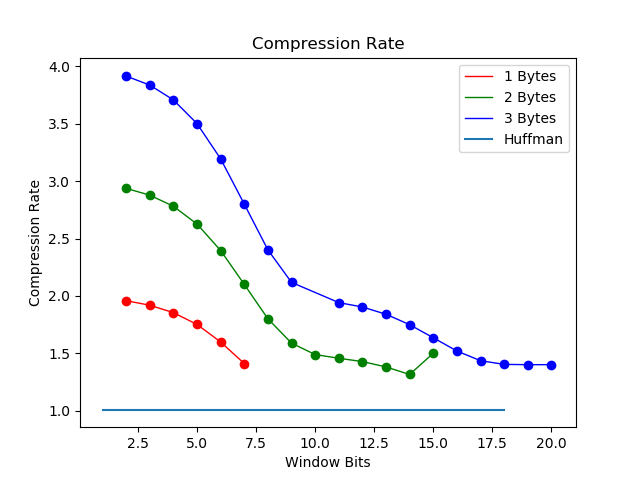 Compression Rate
4.0
3.5
3.0
2.5
2.0
1.5
1.0
Compression Rate
1 Bytes
2 Bytes
3 Bytes
Huffman
2.5 5.0 7.5 10.0 12.5 15.0 17.5 20.0
Window Bits